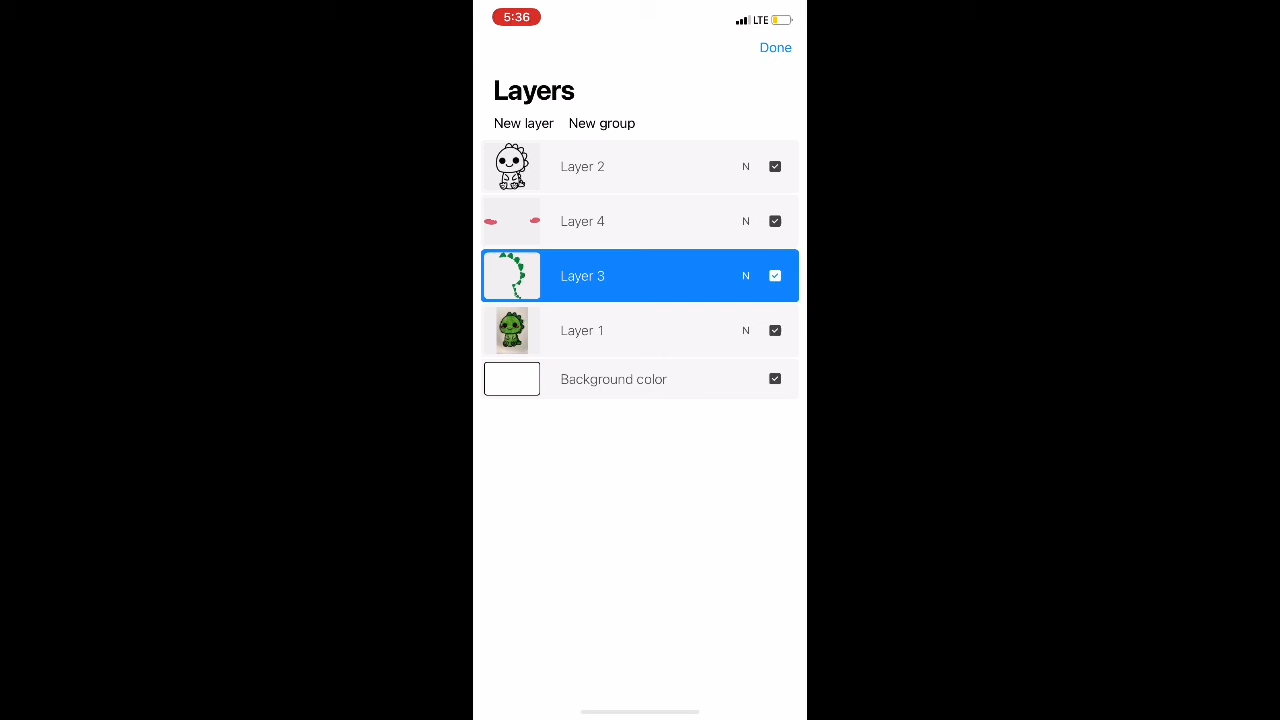 5:36 LTE
Done
Layers
New layer New group
Layer 2 N
Layer 4 N
Layer 3 N
Layer 1 N
Background color